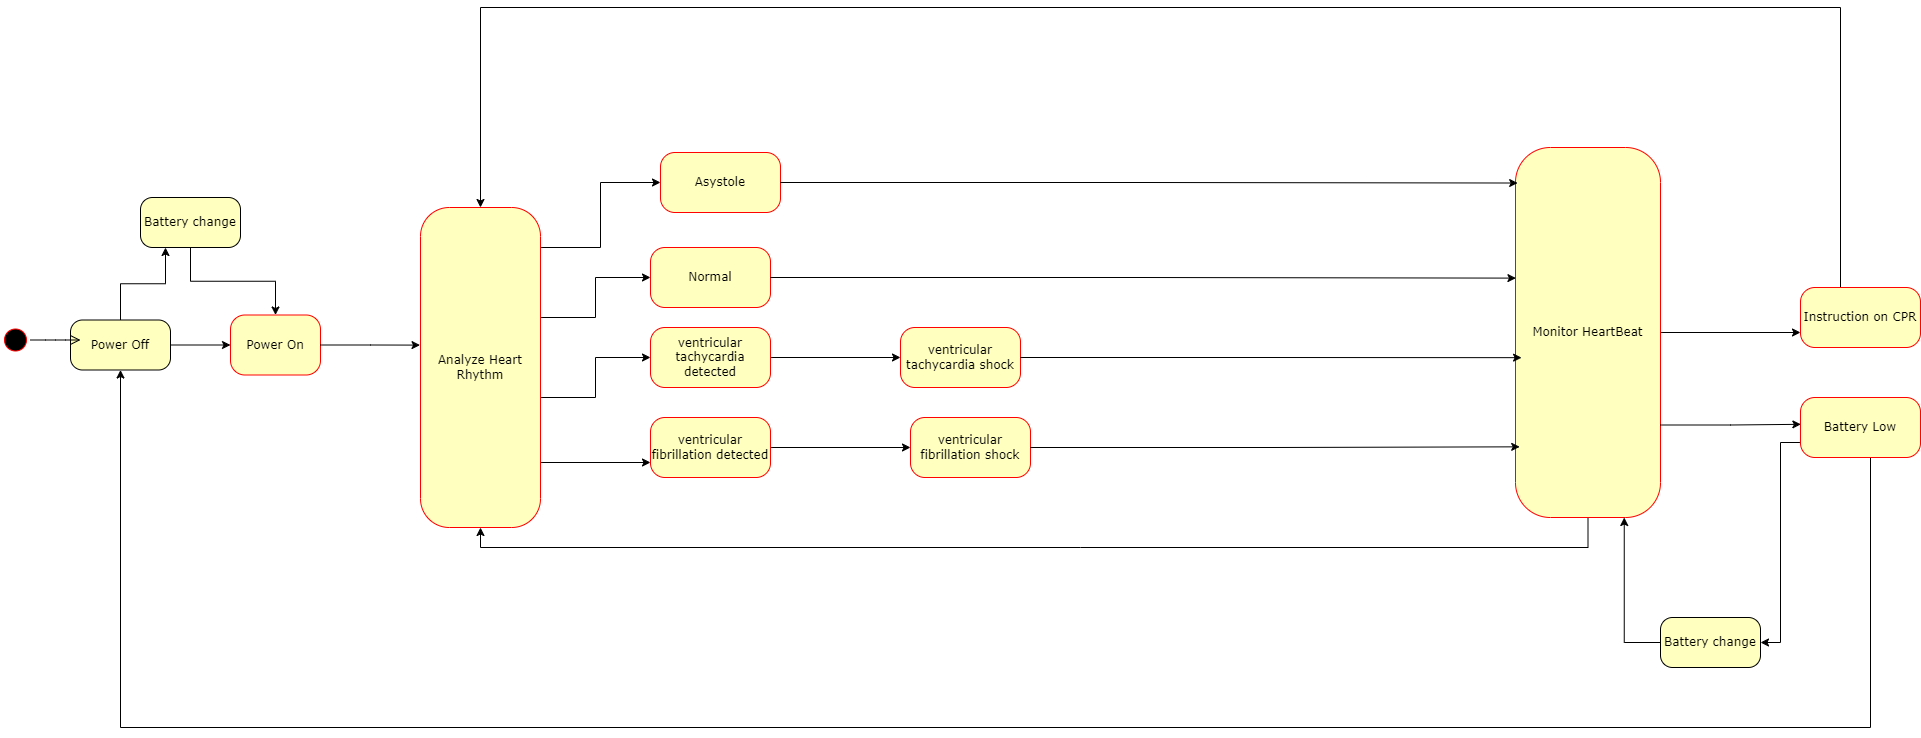 Battery change
Power Off
Power On
Analyze Heart
Rhythm
Asystole
Normal
ventricular
tachycardia
detected
ventricular
tachycardia shock
ventricular
fibrillation detected
ventricular
fibrillation shock
Monitor HeartBeat
Instruction on CPR
Battery Low
Battery change